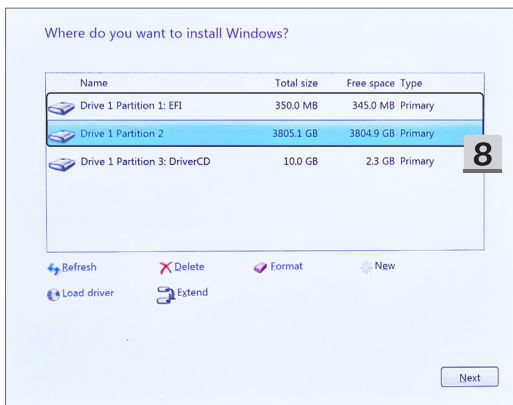 Where do you want to install Windows?
Name Total size Free space Type
Drive 1 Partition 1: EFI 350.0 MB 345.0 MB Primary
Drive 1 Partition 2 3805.1 GB 3804.9 GB Primary
Drive 1 Partition 3: DriverCD 10.0 GB 2.3 GB Primary
8
Refresh Delete Format New
Load driver Extend
Next